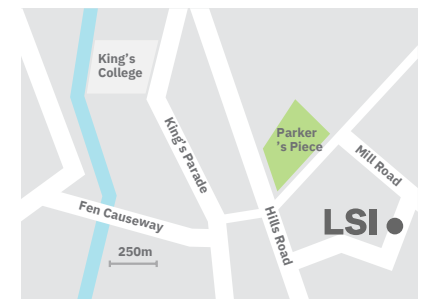 King's
College
King's Parade
Parker
's Piece
Mill Road
Fen Causeway
Hills Road
LSI
250m